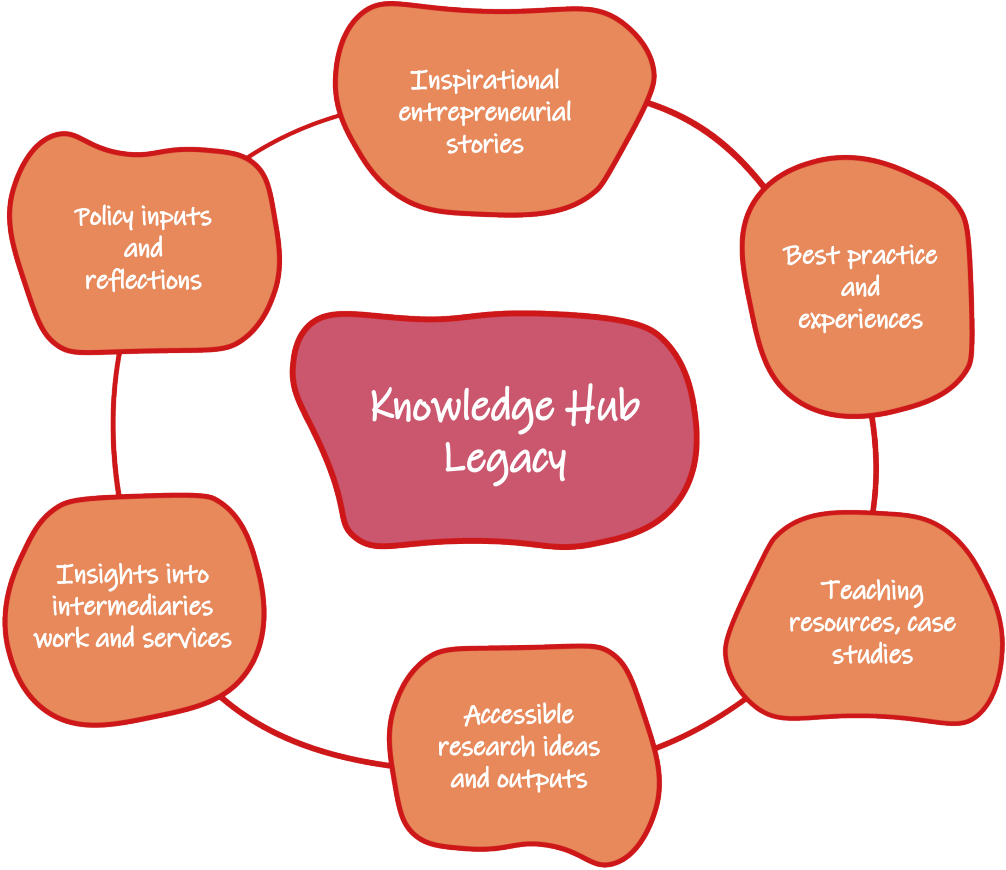 Inspirational
entrepreneurial
stories
Best practice
and
experiences
Teaching
resources, case
studies
Accessible
research ideas
and outputs
Insights into
intermediaries
work and services
Policy inputs
and
reflections
Knowledge Hub
Legacy